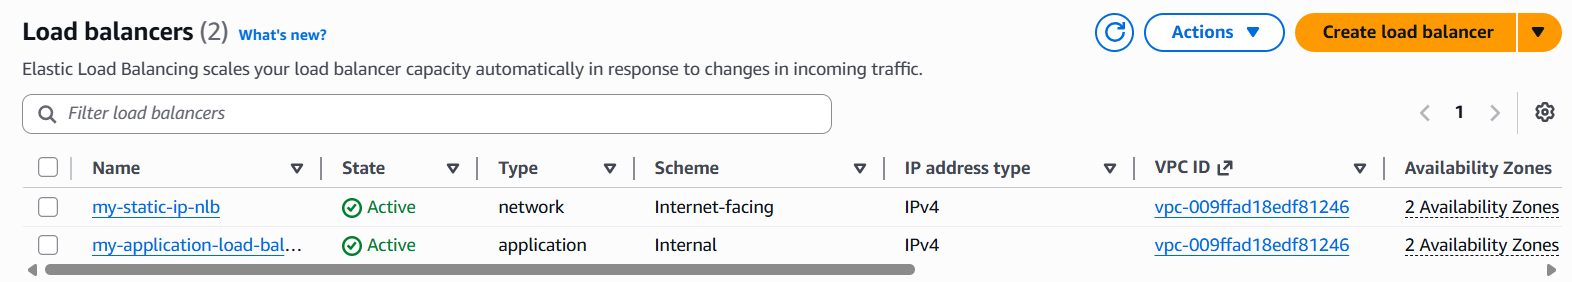 Load balancers (2) What's new?
Actions
Create load balancer
Elastic Load Balancing scales your load balancer capacity automatically in response to changes in incoming traffic.
Filter load balancers
1
Name State Type Scheme IP address type VPC ID Availability Zones
my-static-ip-nlb Active network Internet-facing IPv4 vpc-009ffad18edf81246 2 Availability Zones
my-application-load-bal... Active application Internal IPv4 vpc-009ffad18edf81246 2 Availability Zones